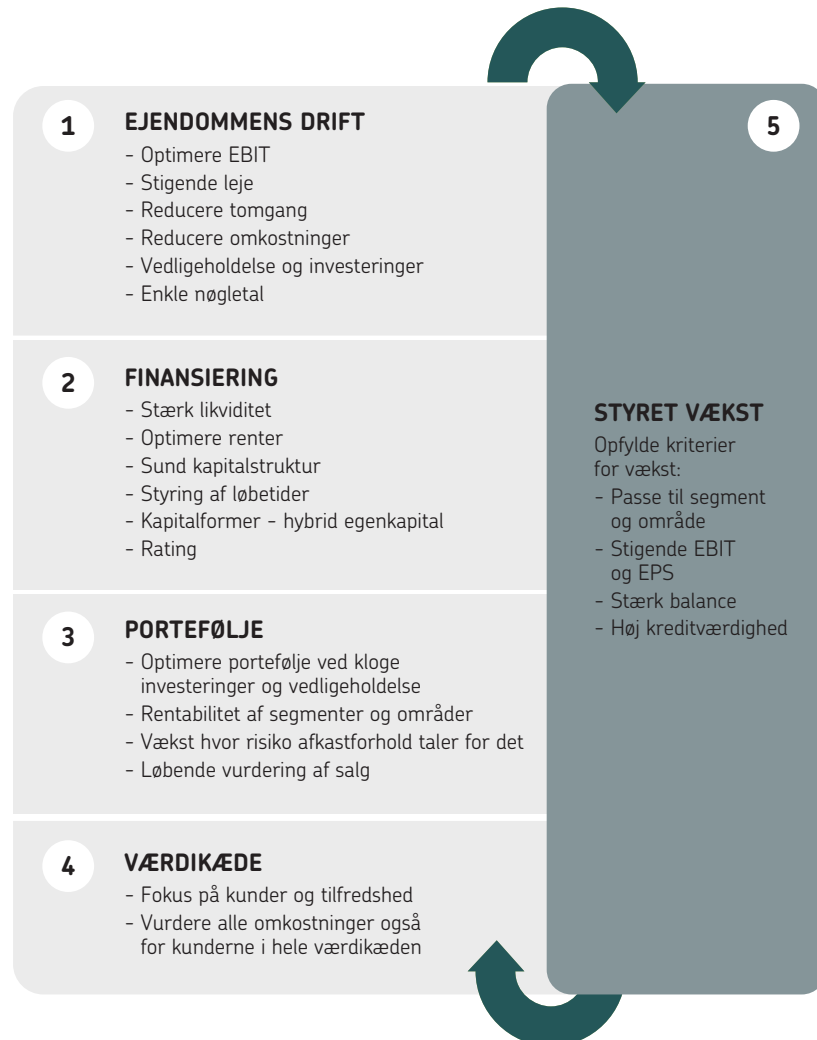 1
EJENDOMMENS DRIFT
- Optimere EBIT
- Stigende leje
- Reducere tomgang
- Reducere omkostninger
- Vedligeholdelse og investeringer
- Enkle nøgletal
2
FINANSIERING
- Stærk likviditet
- Optimere renter
- Sund kapitalstruktur
- Styring af løbetider
- Kapitalformer - hybrid egenkapital
- Rating
3
PORTEFØLJE
- Optimere portefølje ved kloge
investeringer og vedligeholdelse
- Rentabilitet af segmenter og områder
- Vækst hvor risiko afkastforhold taler for det
- Løbende vurdering af salg
4
VÆRDIKÆDE
- Fokus på kunder og tilfredshed
- Vurdere alle omkostninger også
for kunderne i hele værdikæden
5
STYRET VÆKST
Opfylde kriterier
for vækst:
- Passe til segment
og område
- Stigende EBIT
og EPS
- Stærk balance
- Høj kreditværdighed